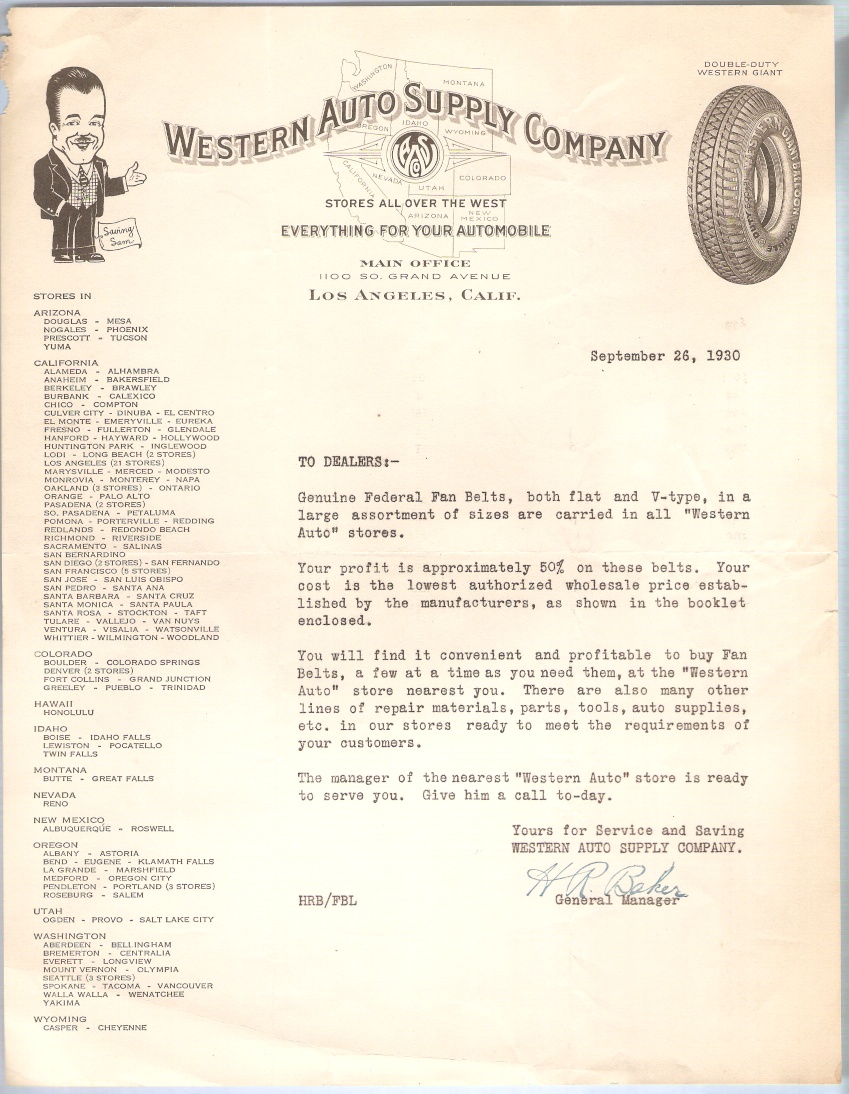 DOUBLE-DUTY
WESTERN GIANT
WESTERN AUTO SUPPLY COMPANY
WASHINGTON
MONTANA
OREGON
IDAHO
WYOMING
CALIFORNIA
NEVADA
UTAH
COLORADO
ARIZONA
NEW
MEXICO
STORES ALL OVER THE WEST
EVERYTHING FOR YOUR AUTOMOBILE
MAIN OFFICE
1100 SO. GRAND AVENUE
LOS ANGELES, CALIF.
Saving
Sam
STORES IN
ARIZONA
DOUGLAS - MESA
NOGALES - PHOENIX
PRESCOTT - TUCSON
YUMA
CALIFORNIA
ALAMEDA - ALHAMBRA
ANAHEIM - BAKERSFIELD
BERKELEY - BRAWLEY
BURBANK - CALEXICO
CHICO - COMPTON
CULVER CITY - DINUBA - EL CENTRO
EL MONTE - EMERYVILLE - EUREKA
FRESNO - FULLERTON - GLENDALE
HANFORD - HAYWARD - HOLLYWOOD
HUNTINGTON PARK - INGLEWOOD
LODI - LONG BEACH (2 STORES)
LOS ANGELES (21 STORES)
MARYSVILLE - MERCED - MODESTO
MONROVIA - MONTEREY - NAPA
OAKLAND (3 STORES) - ONTARIO
ORANGE - PALO ALTO
PASADENA (2 STORES)
SO. PASADENA - PETALUMA
POMONA - PORTERVILLE - REDDING
REDLANDS - REDONDO BEACH
RICHMOND - RIVERSIDE
SACRAMENTO - SALINAS
SAN BERNARDINO
SAN DIEGO (2 STORES) - SAN FERNANDO
SAN FRANCISCO (5 STORES)
SAN JOSE - SAN LUIS OBISPO
SAN PEDRO - SANTA ANA
SANTA BARBARA - SANTA CRUZ
SANTA MONICA - SANTA PAULA
SANTA ROSA - STOCKTON - TAFT
TULARE - VALLEJO - VAN NUYS
VENTURA - VISALIA - WATSONVILLE
WHITTIER - WILMINGTON - WOODLAND
COLORADO
BOULDER - COLORADO SPRINGS
DENVER (2 STORES)
FORT COLLINS - GRAND JUNCTION
GREELEY - PUEBLO - TRINIDAD
HAWAII
HONOLULU
IDAHO
BOISE - IDAHO FALLS
LEWISTON - POCATELLO
TWIN FALLS
MONTANA
BUTTE - GREAT FALLS
NEVADA
RENO
NEW MEXICO
ALBUQUERQUE - ROSWELL
OREGON
ALBANY - ASTORIA
BEND - EUGENE - KLAMATH FALLS
LA GRANDE - MARSHFIELD
MEDFORD - OREGON CITY
PENDLETON - PORTLAND (3 STORES)
ROSEBURG - SALEM
UTAH
OGDEN - PROVO - SALT LAKE CITY
WASHINGTON
ABERDEEN - BELLINGHAM
BREMERTON - CENTRALIA
EVERETT - LONGVIEW
MOUNT VERNON - OLYMPIA
SEATTLE (3 STORES)
SPOKANE - TACOMA - VANCOUVER
WALLA WALLA - WENATCHEE
YAKIMA
WYOMING
CASPER - CHEYENNE
September 26, 1930
TO DEALERS:-
Genuine Federal Fan Belts, both flat and V-type, in a
large assortment of sizes are carried in all "Western
Auto" stores.
Your profit is approximately 50% on these belts. Your
cost is the lowest authorized wholesale price estab-
lished by the manufacturers, as shown in the booklet
enclosed.
You will find it convenient and profitable to buy Fan
Belts, a few at a time as you need them, at the "Western
Auto" store nearest you. There are also many other
lines of repair materials, parts, tools, auto supplies,
etc. in our stores ready to meet the requirements of
your customers.
The manager of the nearest "Western Auto" store is ready
to serve you. Give him a call to-day.
Yours for Service and Saving
WESTERN AUTO SUPPLY COMPANY.
H R. Baker
General Manager
HRB/FBL